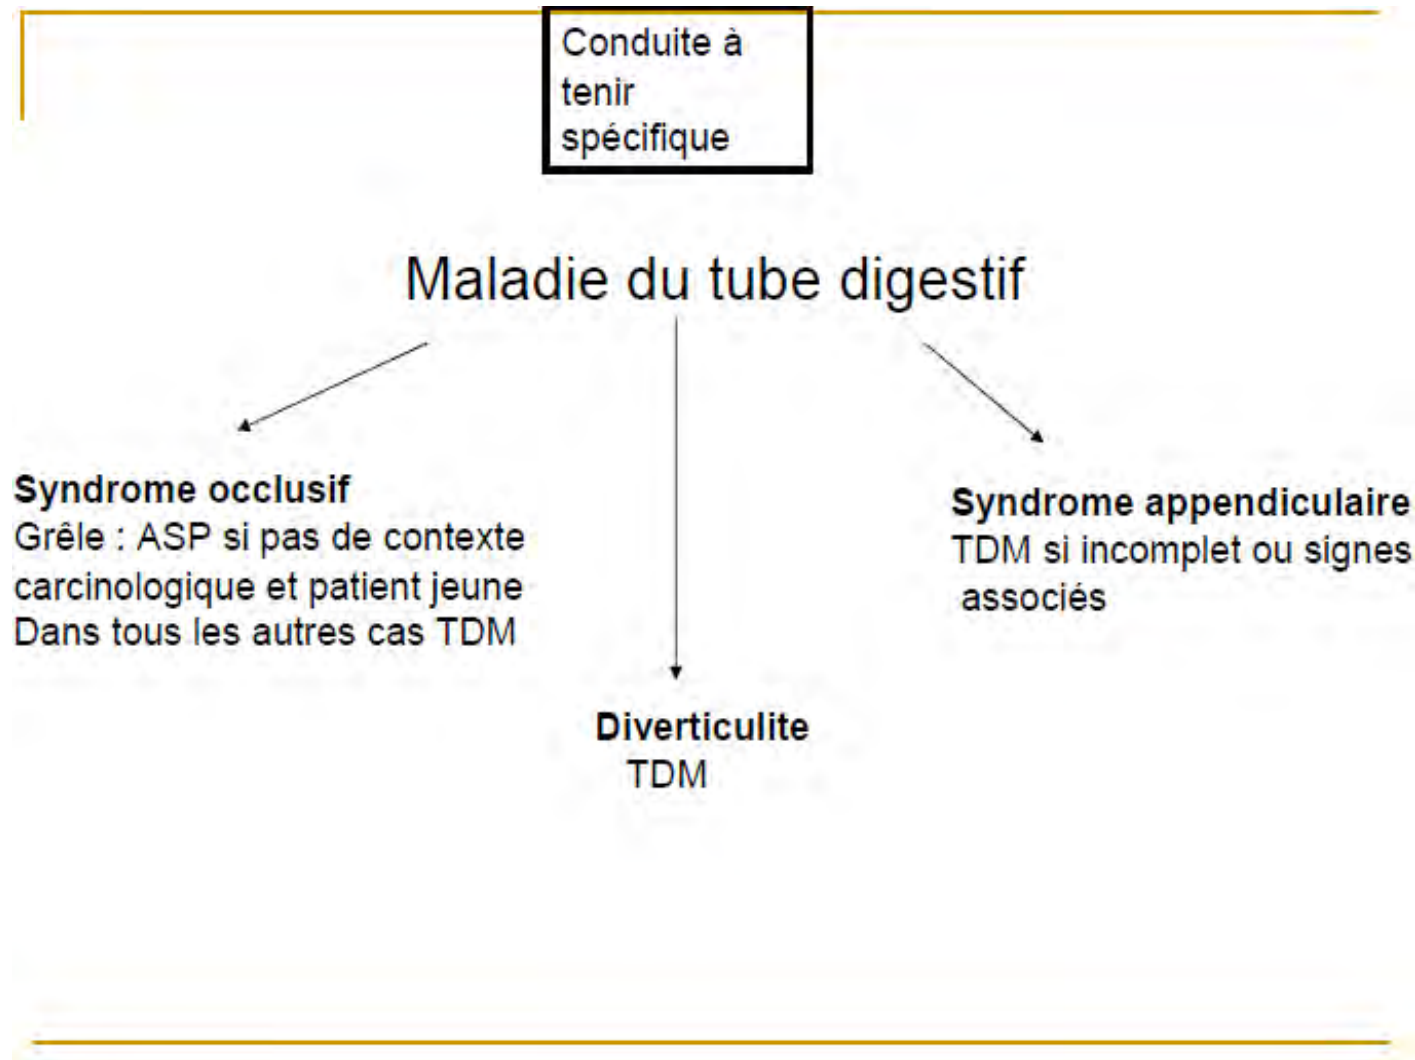 Conduite à
tenir
spécifique
Maladie du tube digestif
Syndrome occlusif
Grêle : ASP si pas de contexte
carcinologique et patient jeune
Dans tous les autres cas TDM
Diverticulite
TDM
Syndrome appendiculaire
TDM si incomplet ou signes
associés